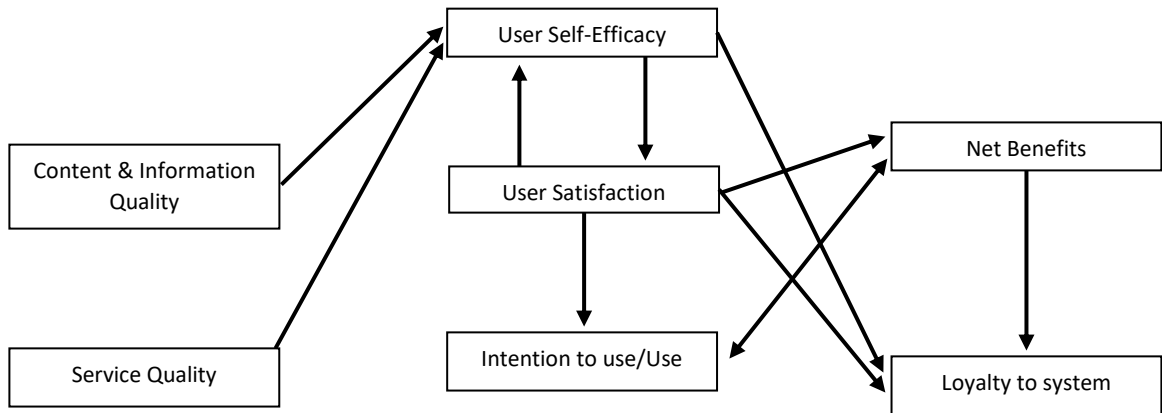 User Self-Efficacy
Content & Information
Quality
User Satisfaction
Net Benefits
Service Quality
Intention to use/Use
Loyalty to system